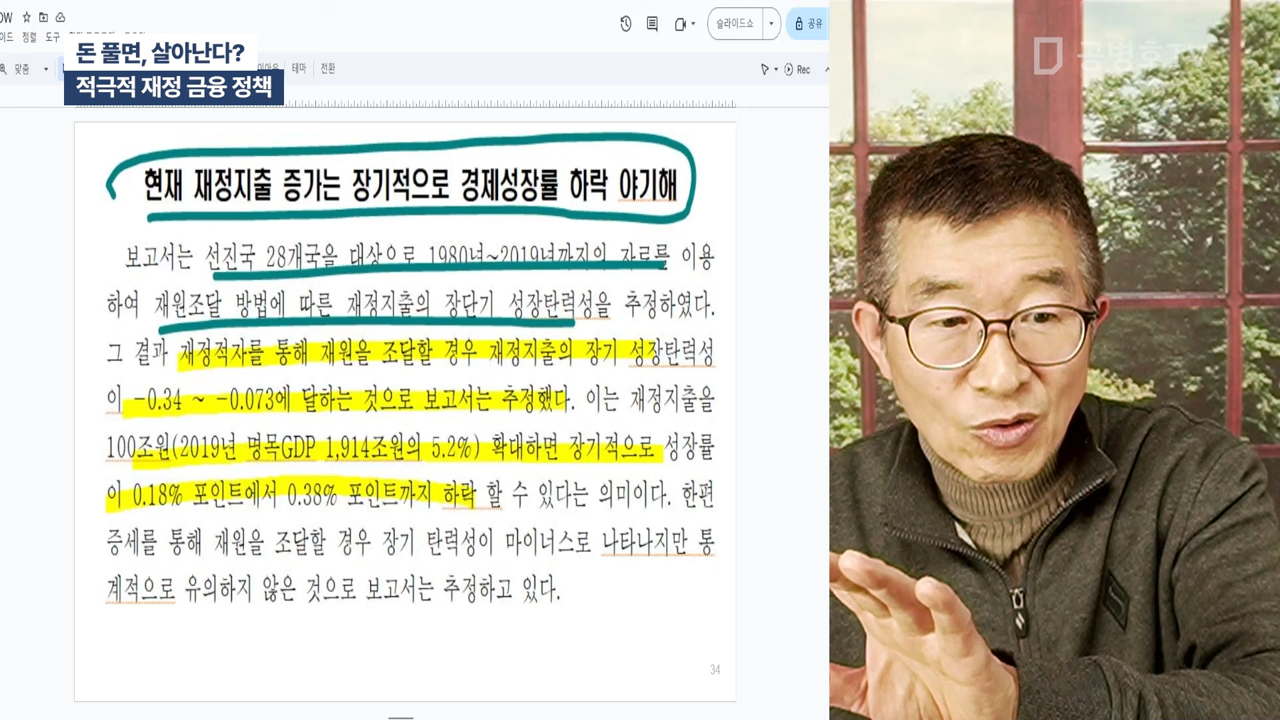 돈 풀면, 살아난다?
적극적 재정 금융 정책
정렬 도구
슬라이드쇼
공유
맞춤
테마
전환
Rec
공병호TV
현재 재정지출 증가는 장기적으로 경제성장률 하락 야기해
보고서는 선진국 28개국을 대상으로 1980년~2019년까지의 자료를 이용
하여 재원조달 방법에 따른 재정지출의 장단기 성장탄력성을 추정하였다.
그 결과 재정적자를 통해 재원을 조달할 경우 재정지출의 장기 성장탄력성
이 -0.34 ~ -0.073에 달하는 것으로 보고서는 추정했다. 이는 재정지출을
100조원(2019년 명목GDP 1,914조원의 5.2%) 확대하면 장기적으로 성장률
이 0.18% 포인트에서 0.38% 포인트까지 하락 할 수 있다는 의미이다. 한편
증세를 통해 재원을 조달할 경우 장기 탄력성이 마이너스로 나타나지만 통
계적으로 유의하지 않은 것으로 보고서는 추정하고 있다.
34